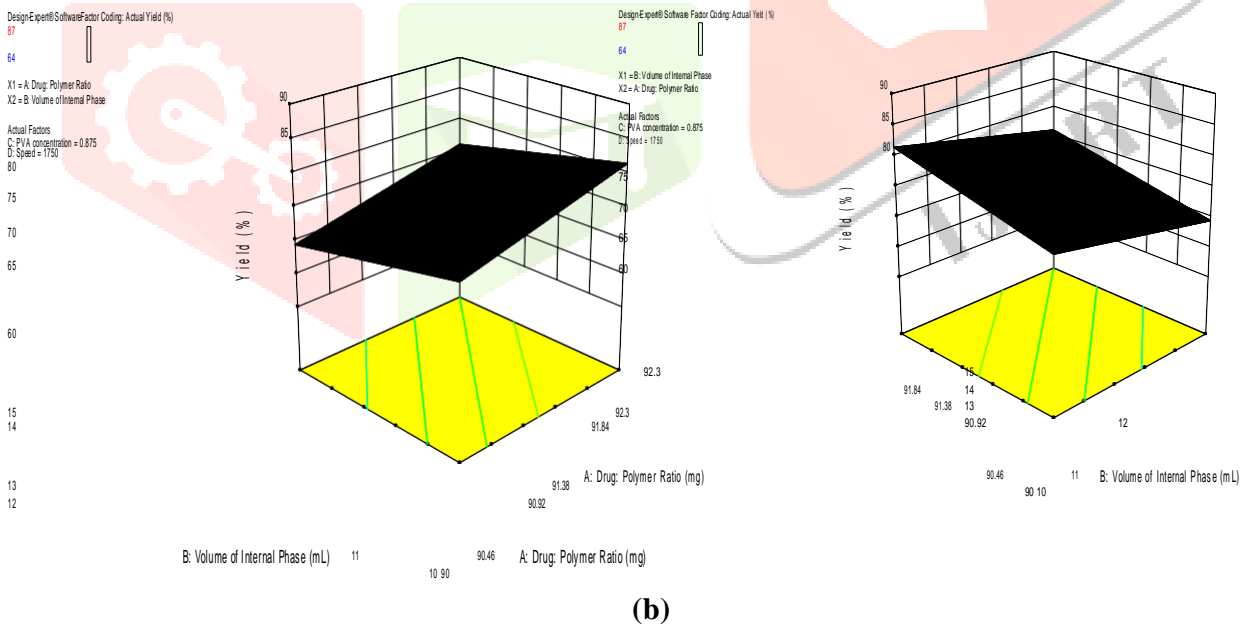 Design-Expert® SoftwareFactor Coding: Actual Yield (%)
87
64
X1 = A: Drug: Polymer Ratio
X2 = B: Volume of Internal Phase
Actual Factors
C: PVA concentration = 0.875
D: Speed = 1750
80
75
70
65
60
15
14
13
12
90
85
Yield (%)
92.3
92.3
91.84
91.38
A: Drug: Polymer Ratio (mg)
90.92
B: Volume of Internal Phase (mL)
11
90.46
A: Drug: Polymer Ratio (mg)
10 90
Design-Expert® Software Factor Coding: Actual Yield (%)
87
64
X1 = B: Volume of Internal Phase
X2 = A: Drug: Polymer Ratio
Actual Factors
C: PVA concentration = 0.875
D: Speed = 1750
75
70
65
60
90
85
80
Yield (%)
15
91.84
14
91.38
13
90.92
12
90.46
11
B: Volume of Internal Phase (mL)
90 10
IJCRT
(b)